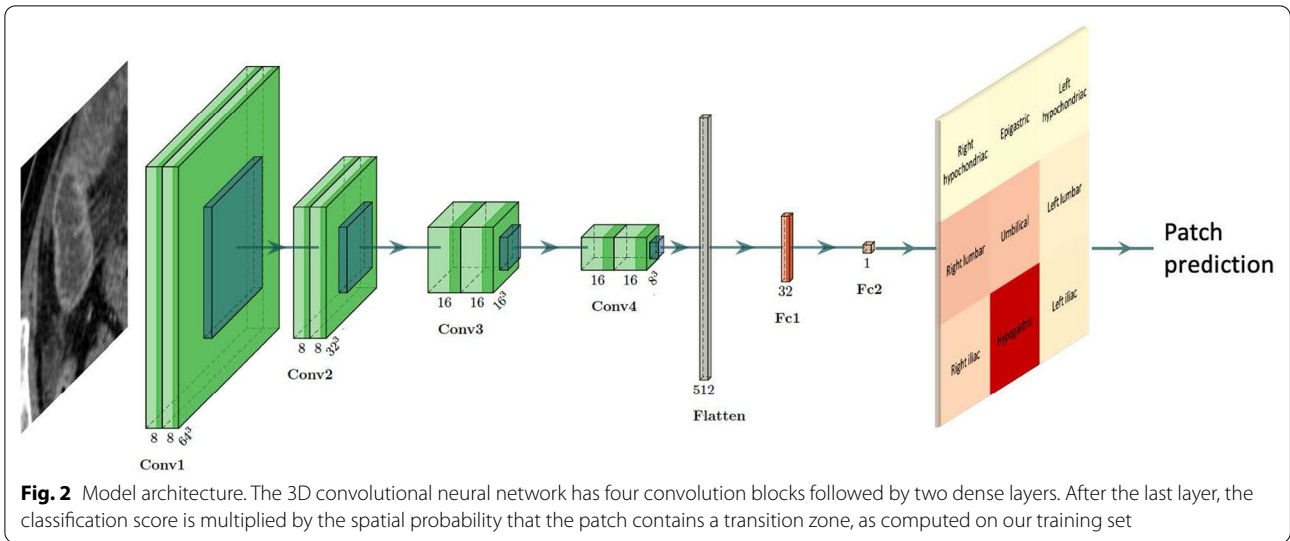 8 8 64³
Conv1
8 8 32³
Conv2
16 16 16³
Conv3
16 16 8³
Conv4
512
Flatten
32
Fc1
1
Fc2
Right
hypochondriac
Epigastric
Left
hypochondriac
Right lumbar
Umbilical
Left lumbar
Right iliac
Hypogastric
Left iliac
Patch
prediction
Fig. 2 Model architecture. The 3D convolutional neural network has four convolution blocks followed by two dense layers. After the last layer, the
classification score is multiplied by the spatial probability that the patch contains a transition zone, as computed on our training set